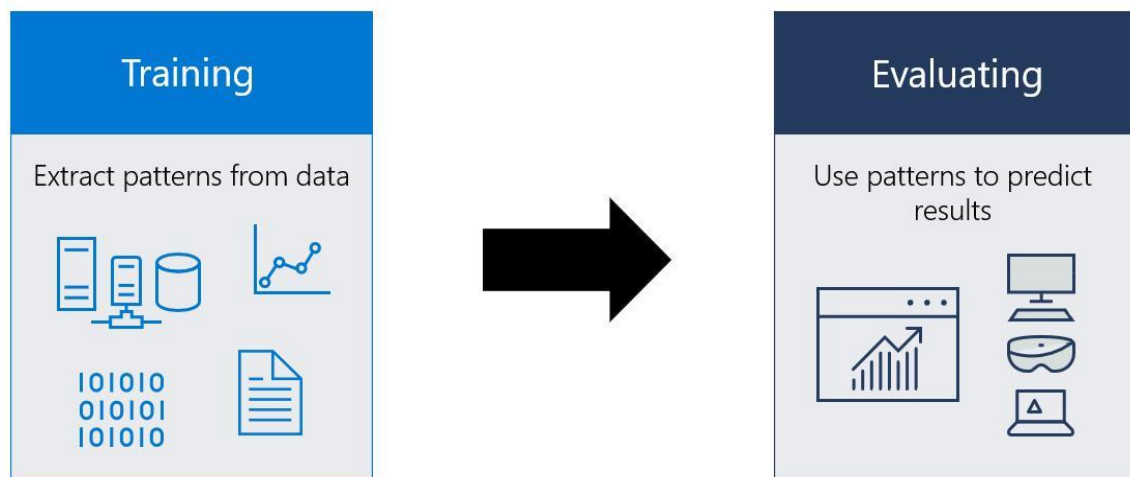 Training
Extract patterns from data
101010
010101
101010
Evaluating
Use patterns to predict
results